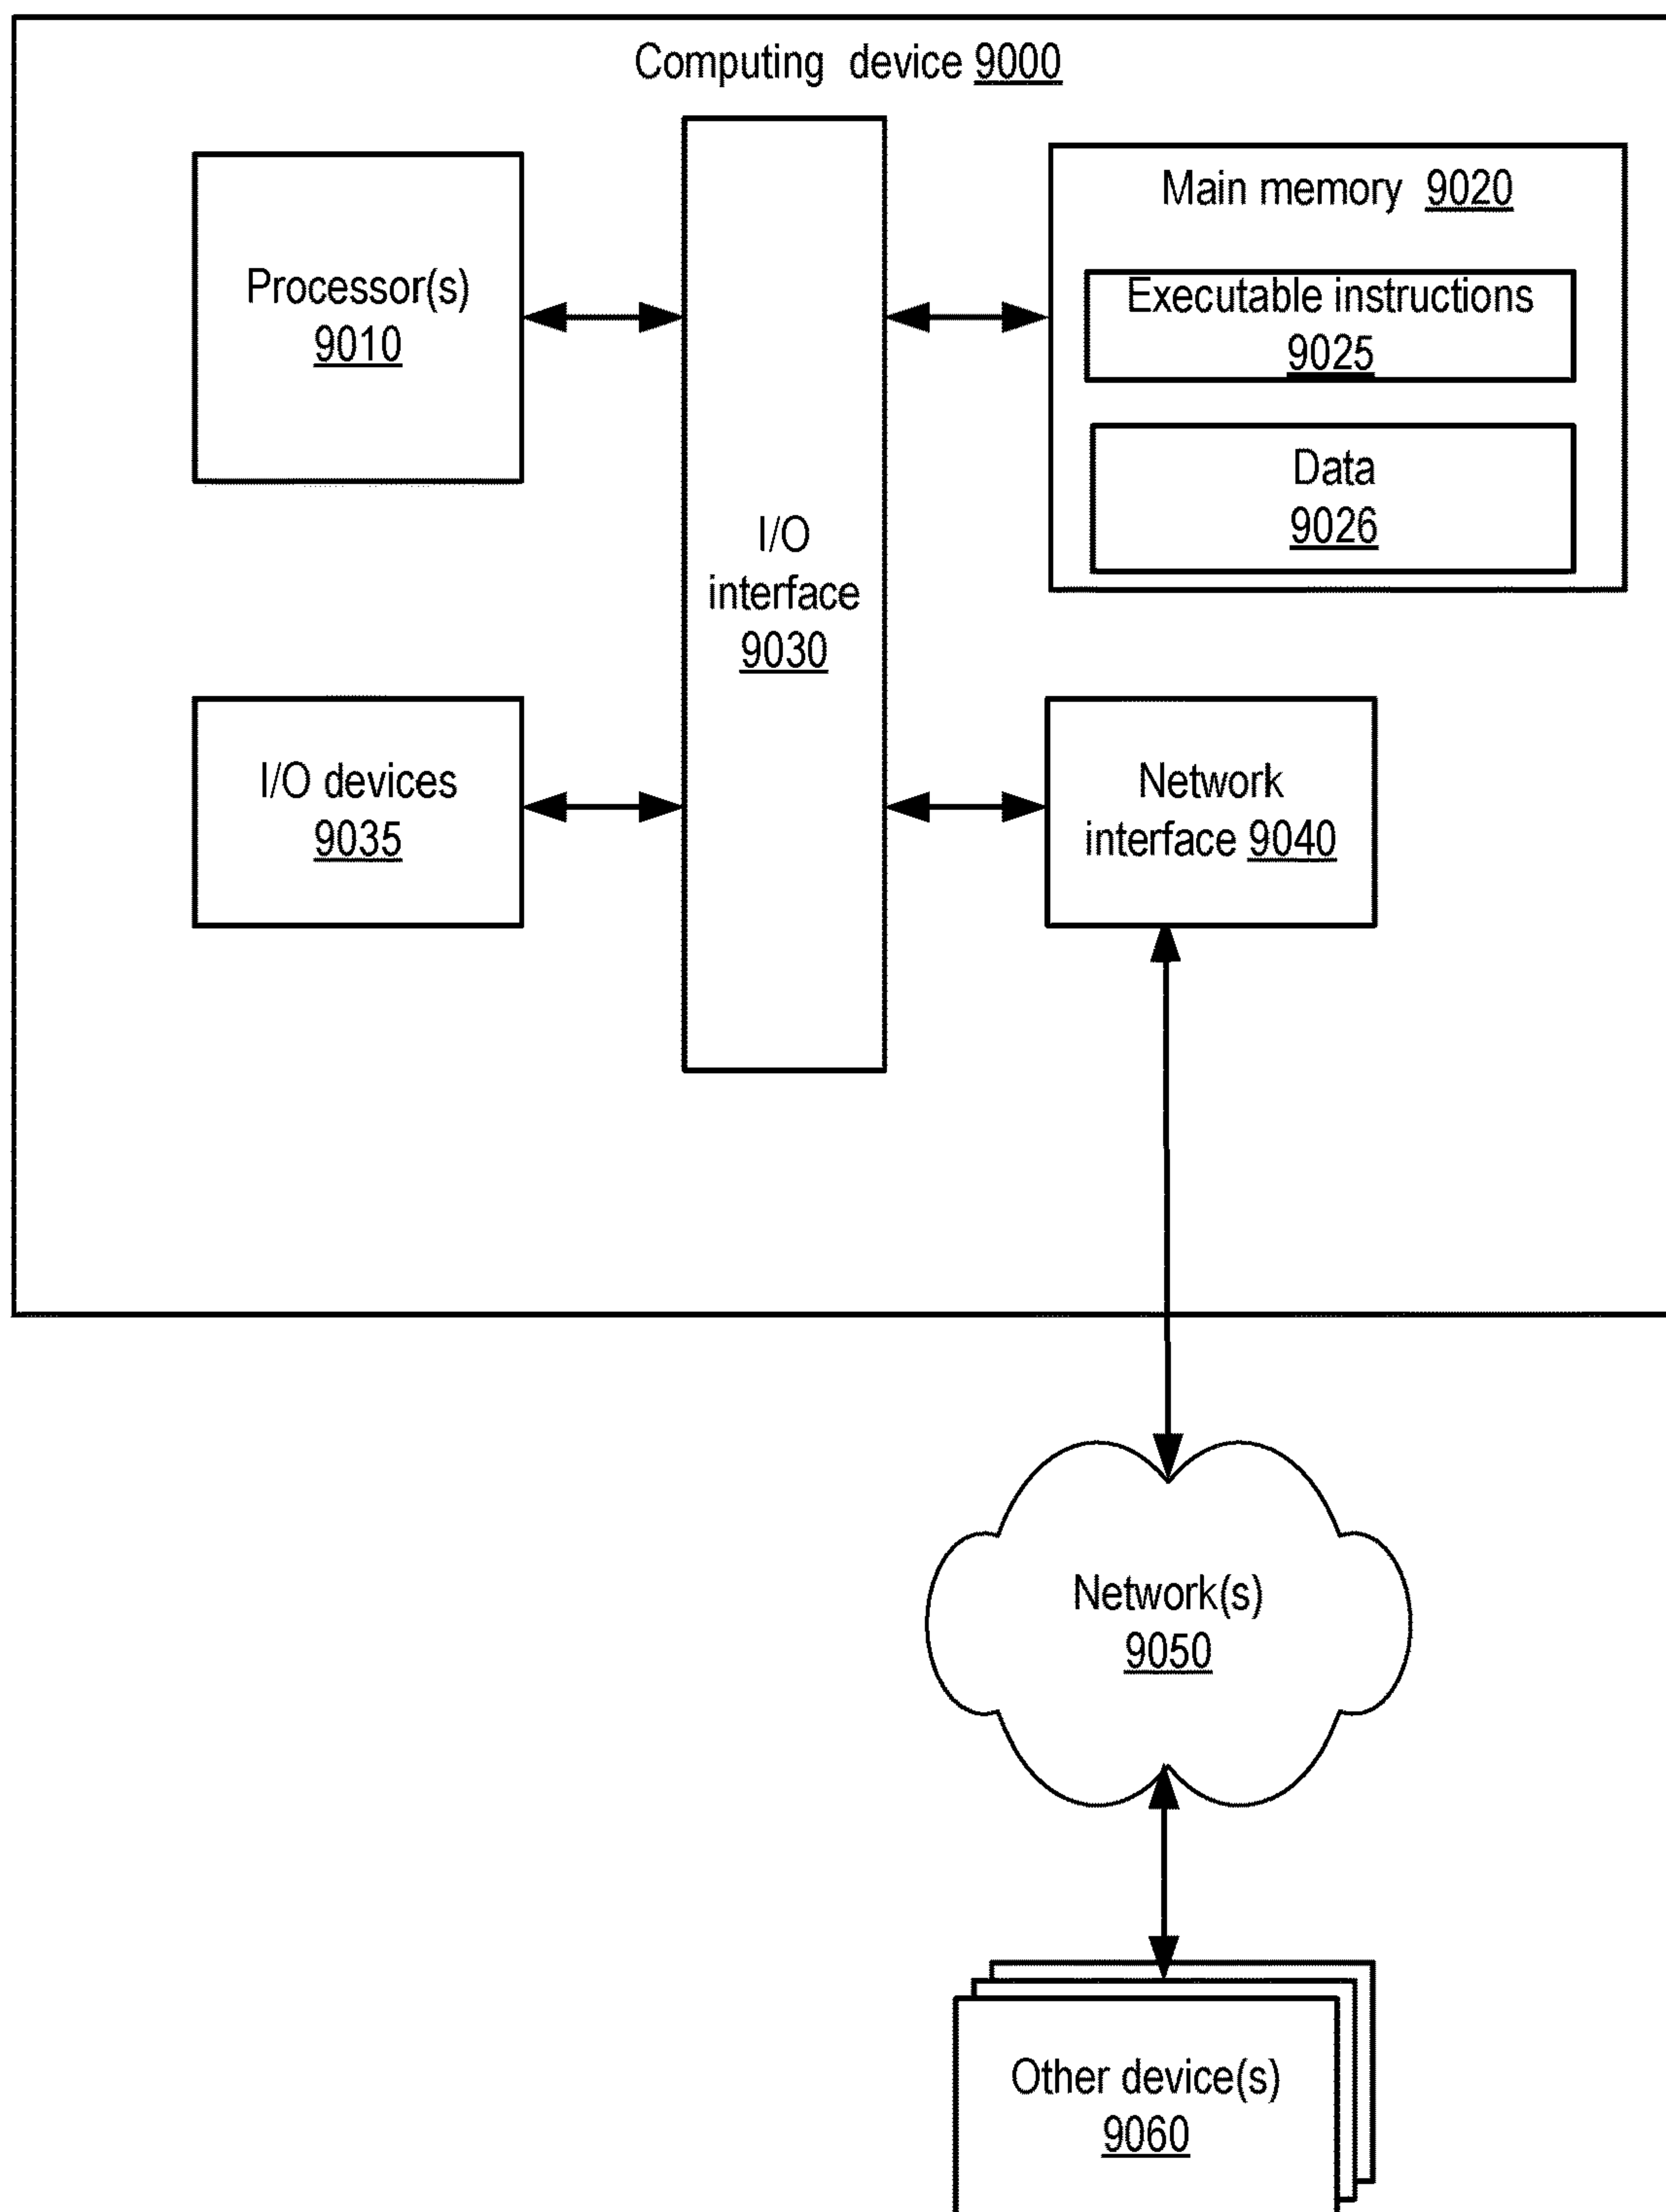 Computing device 9000
Processor(s)
9010
I/O
interface
9030
Main memory 9020
Executable instructions
9025
Data
9026
I/O devices
9035
Network
interface 9040
Network(s)
9050
Other device(s)
9060